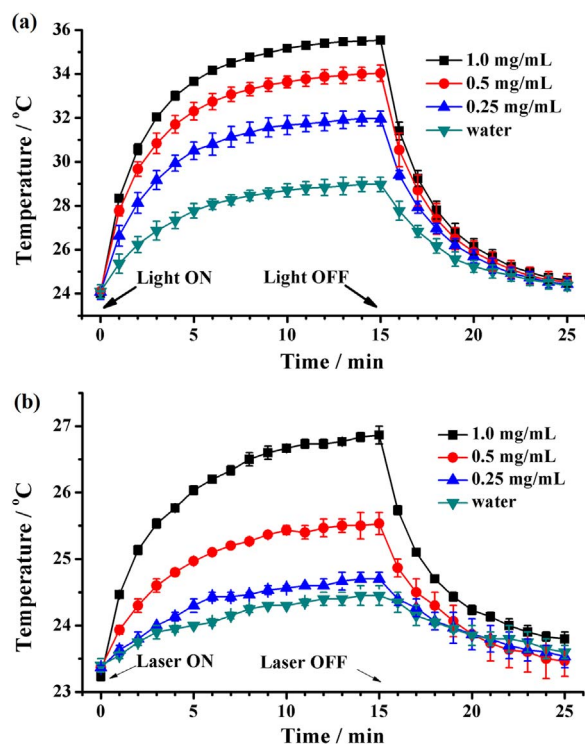 (a)
36
34
32
30
28
26
24
Temperature / °C
1.0 mg/mL
0.5 mg/mL
0.25 mg/mL
water
Light ON
Light OFF
0 5 10 15 20 25
Time / min
(b)
27
26
25
24
23
Temperature / °C
1.0 mg/mL
0.5 mg/mL
0.25 mg/mL
water
Laser ON
Laser OFF
0 5 10 15 20 25
Time / min